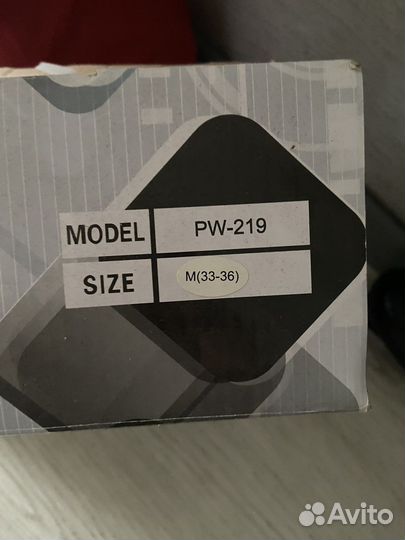 MODEL PW-219
SIZE M(33-36)
Avito